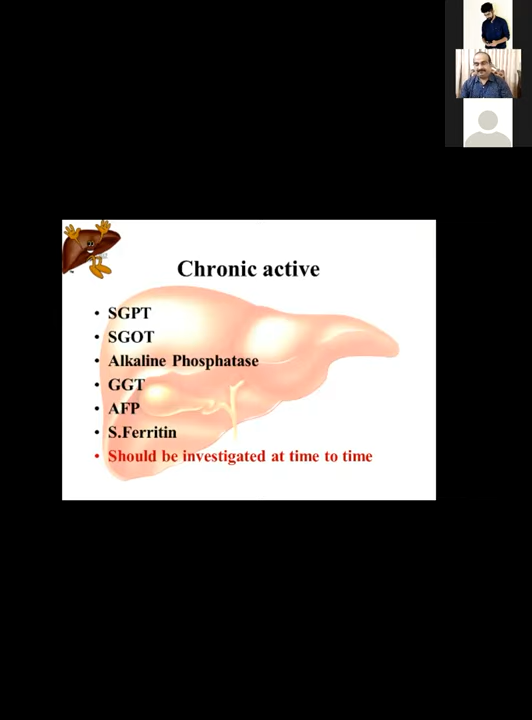 Chronic active
• SGPT
• SGOT
• Alkaline Phosphatase
• GGT
• AFP
• S.Ferritin
• Should be investigated at time to time